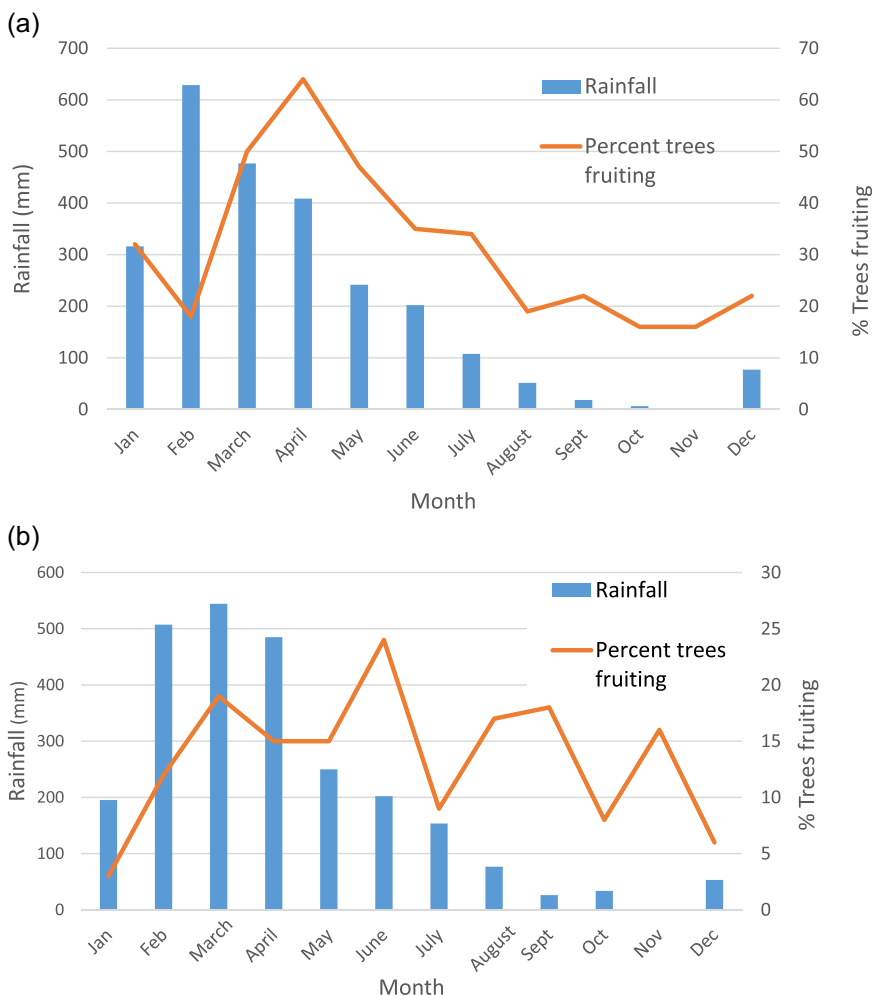 (a)
700
600
500
400
300
200
100
0
Rainfall (mm)
70
60
50
40
30
20
10
0
% Trees fruiting
Rainfall
Percent trees
fruiting
Jan
Feb
March
April
May
June
July
August
Sept
Oct
Nov
Dec
Month
(b)
600
500
400
300
200
100
0
Rainfall (mm)
30
25
20
15
10
5
0
% Trees fruiting
Rainfall
Percent trees
fruiting
Jan
Feb
March
April
May
June
July
August
Sept
Oct
Nov
Dec
Month